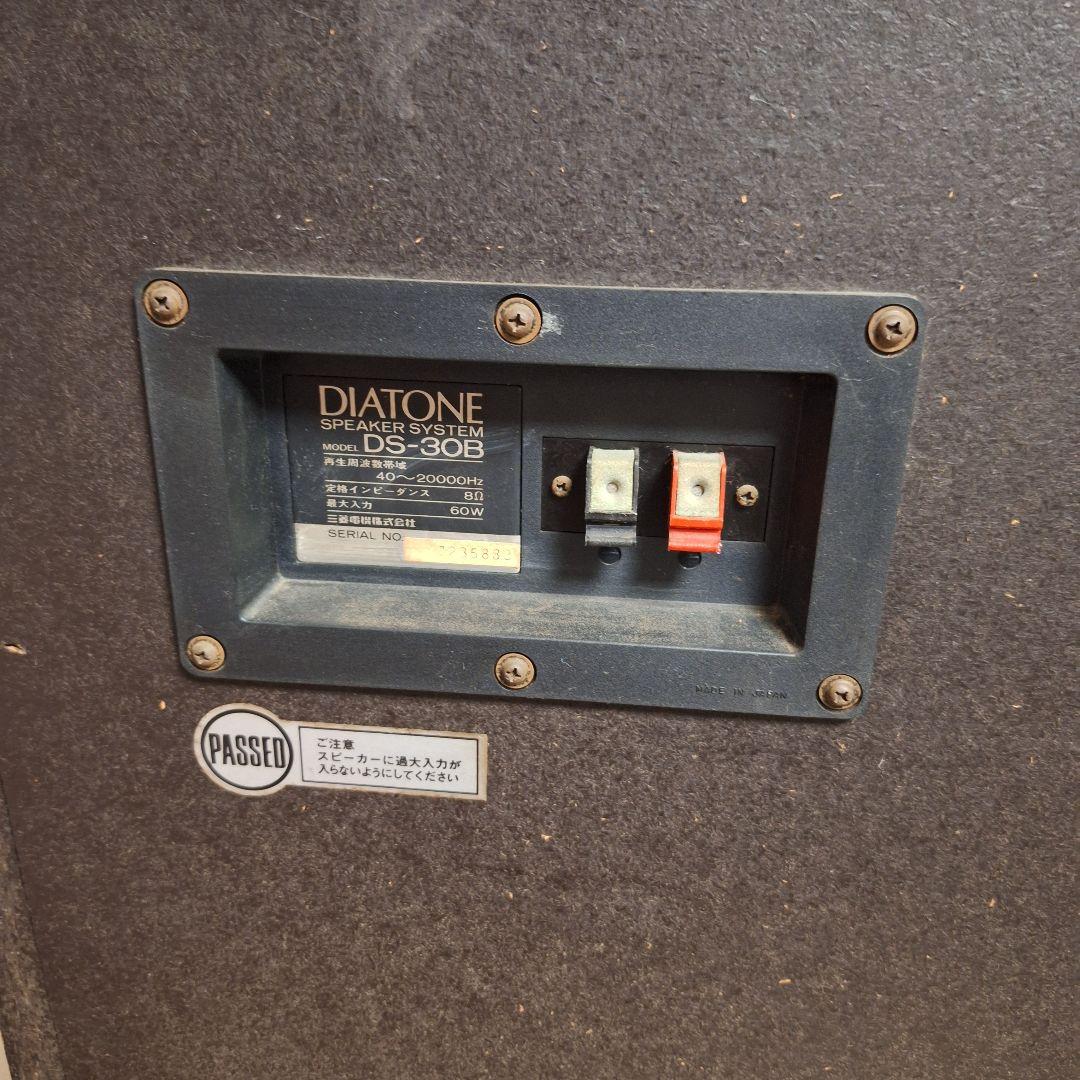 DIATONE
SPEAKER SYSTEM
MODEL DS-30B
再生周波数帯域
40〜20000Hz
定格インピーダンス 8Ω
最大入力 60W
三菱電機株式会社
SERIAL NO.
MADE IN JAPAN
PASSED
ご注意
スピーカーに過大入力が
入らないようにしてください